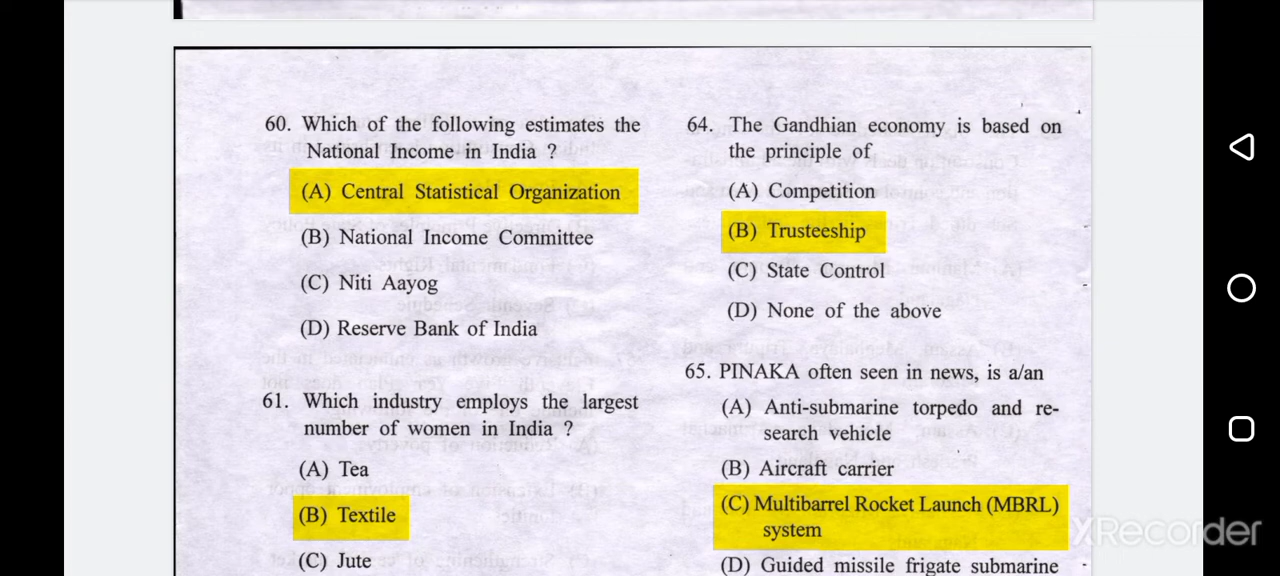 60. Which of the following estimates the
National Income in India ?
(A) Central Statistical Organization
(B) National Income Committee
(C) Niti Aayog
(D) Reserve Bank of India
61. Which industry employs the largest
number of women in India ?
(A) Tea
(B) Textile
(C) Jute
64. The Gandhian economy is based on
the principle of
(A) Competition
(B) Trusteeship
(C) State Control
(D) None of the above
65. PINAKA often seen in news, is a/an
(A) Anti-submarine torpedo and re-
search vehicle
(B) Aircraft carrier
(C) Multibarrel Rocket Launch (MBRL)
system
(D) Guided missile frigate submarine
XRecorder